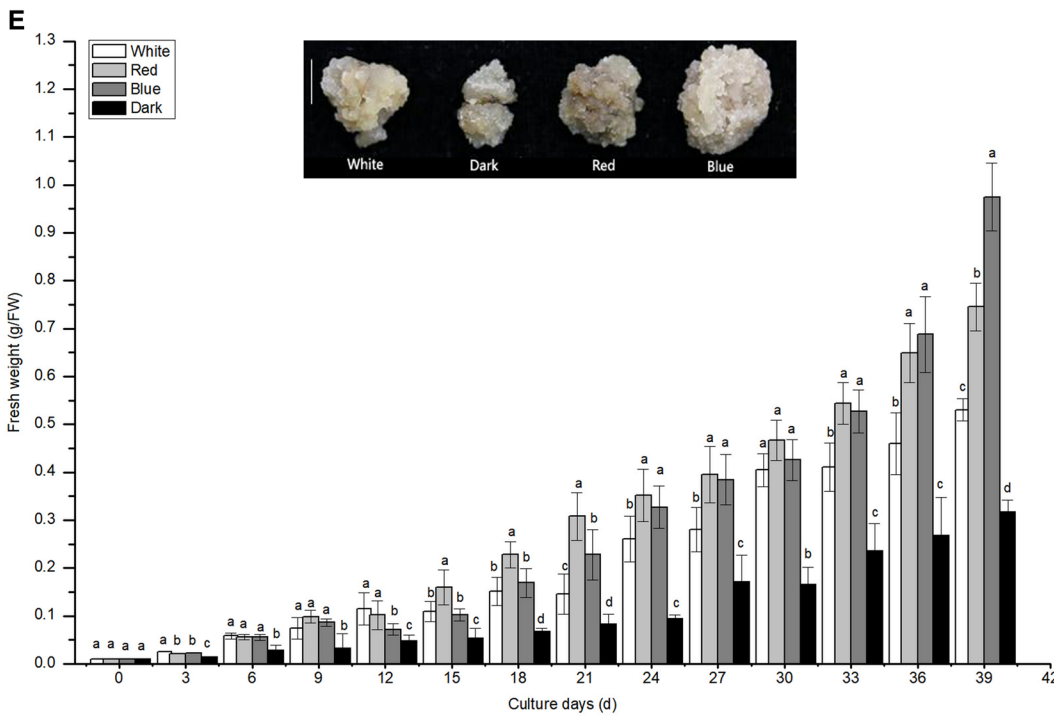 E
White
Red
Blue
Dark
White Dark Red Blue
Fresh weight (g/FW)
1.3
1.2
1.1
1.0
0.9
0.8
0.7
0.6
0.5
0.4
0.3
0.2
0.1
0.0
a a a a
a b b c
a a a b
a a a b
a a b c
b a b c
b a b d
c a b d
b a a c
b a a c
a a a b
b a a c
b a a c
c b a d
0 3 6 9 12 15 18 21 24 27 30 33 36 39 42
Culture days (d)